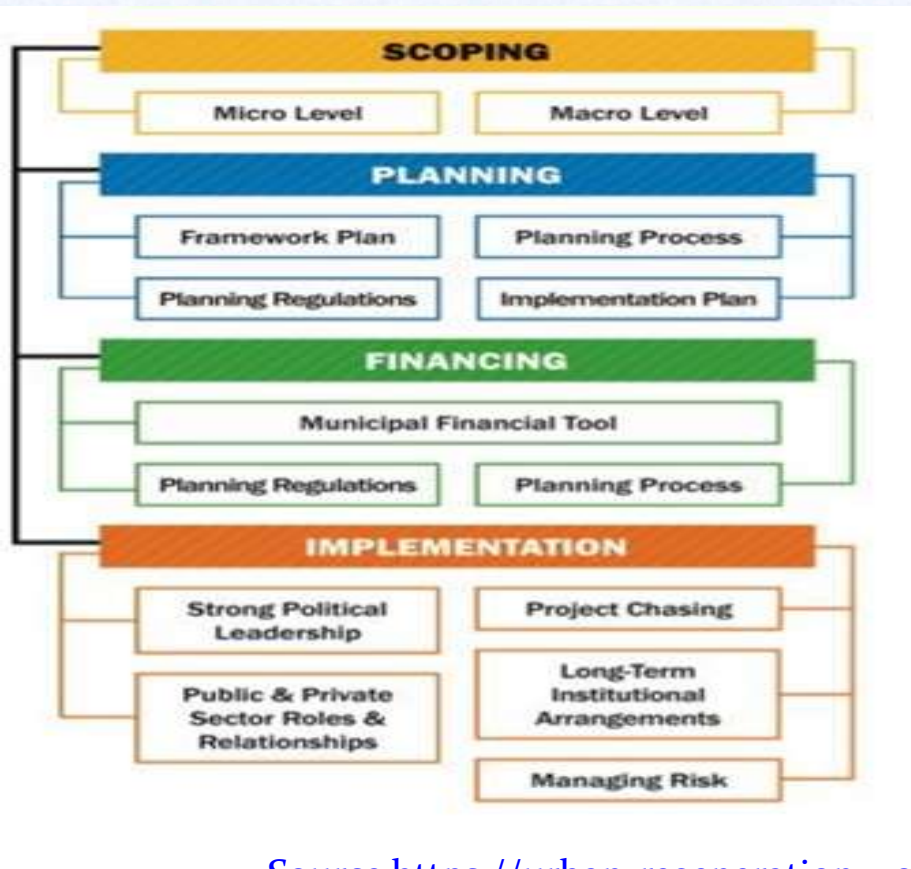 SCOPING
Micro Level
Macro Level
PLANNING
Framework Plan
Planning Process
Planning Regulations
Implementation Plan
FINANCING
Municipal Financial Tool
Planning Regulations
Planning Process
IMPLEMENTATION
Strong Political
Leadership
Public & Private
Sector Roles &
Relationships
Project Chasing
Long-Term
Institutional
Arrangements
Managing Risk